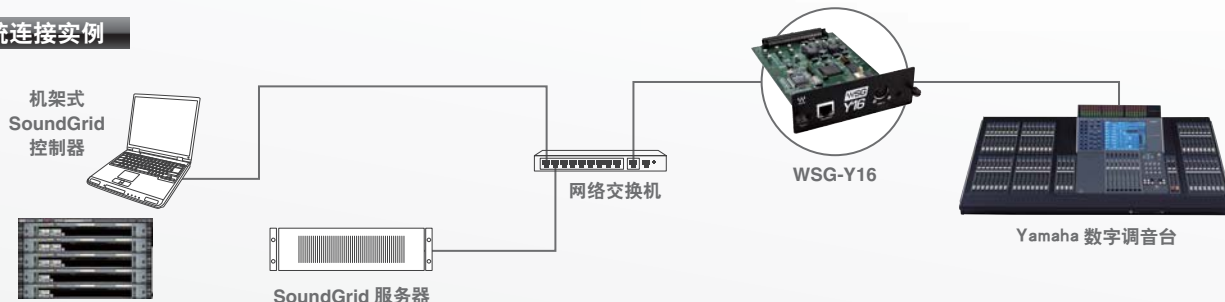 统连接实例
机架式
SoundGrid
控制器
网络交换机
SoundGrid 服务器
WSG
Y16
WSG-Y16
Yamaha 数字调音台